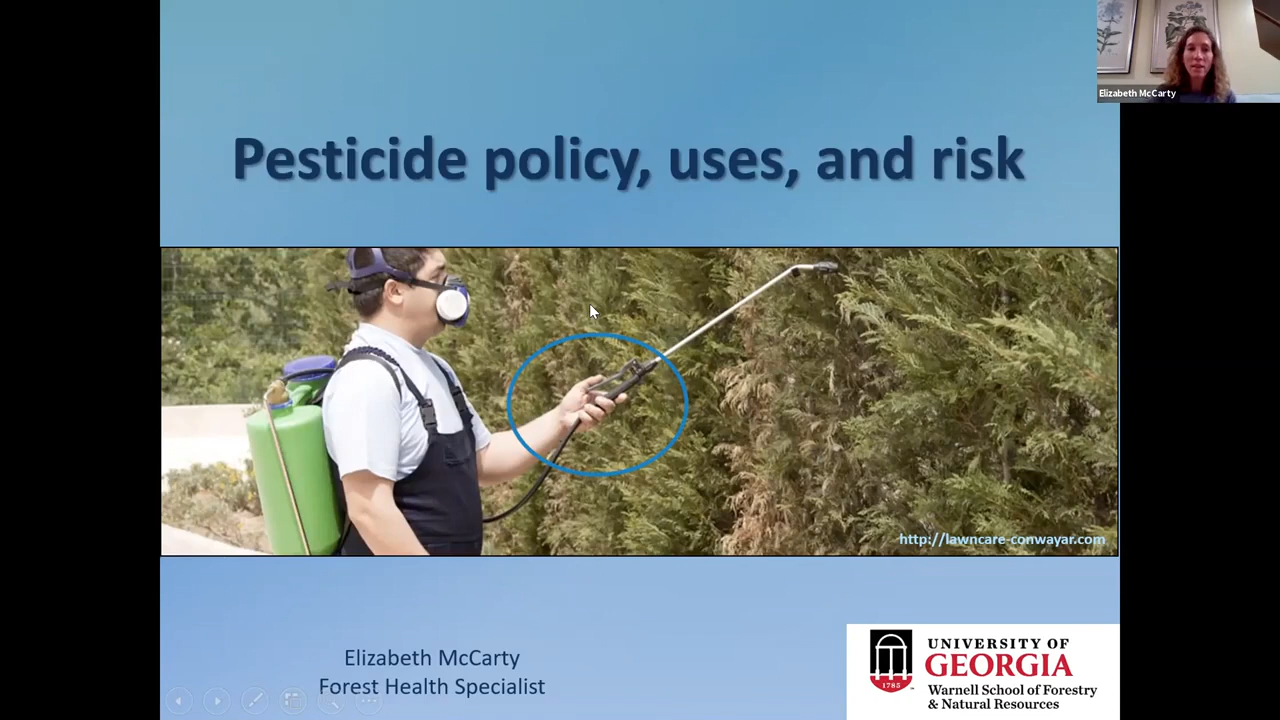 Elizabeth McCarty
Pesticide policy, uses, and risk
http://lawncare-conwayar.com
Elizabeth McCarty
Forest Health Specialist
UNIVERSITY OF
GEORGIA
1785
Warnell School of Forestry
& Natural Resources